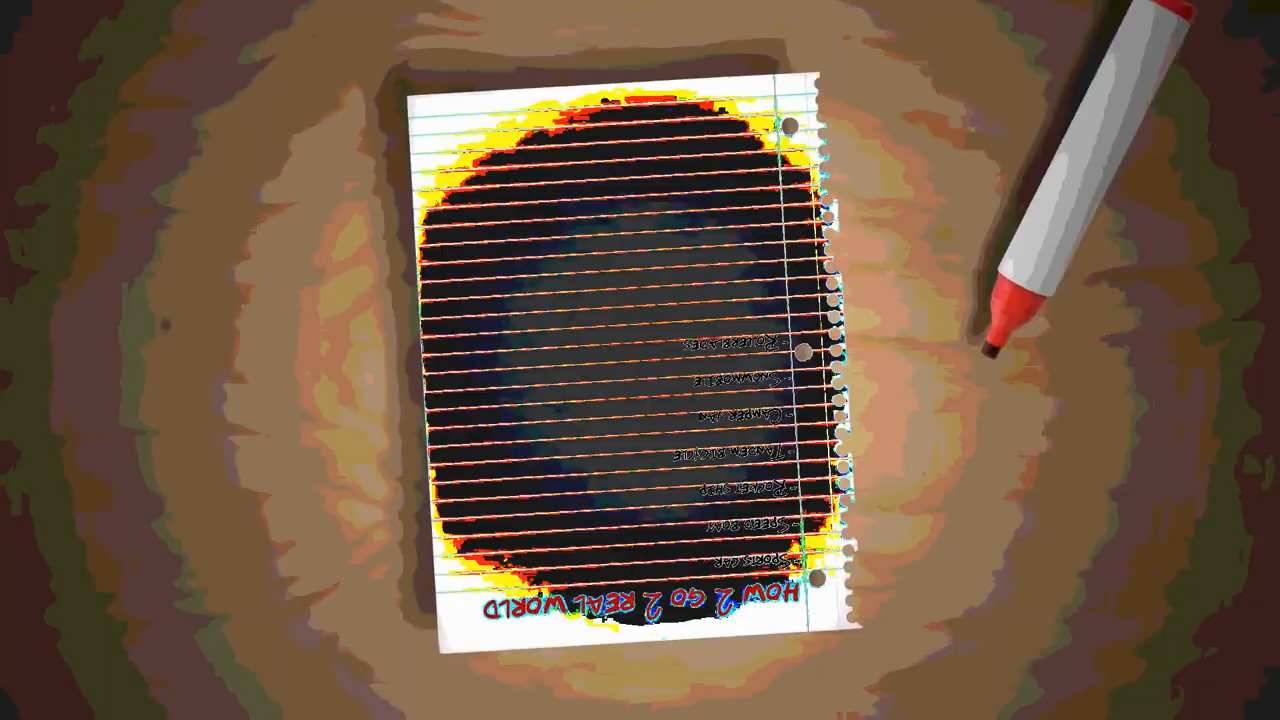 HOW 2 GO 2 REAL WORLD
- SPORTS CAR
- SPEED BOAT
- ROCKET SHIP
- TANDEM BICYCLE
- CAMPER VAN
- SNOWMOBILE
- ROLLERBLADES